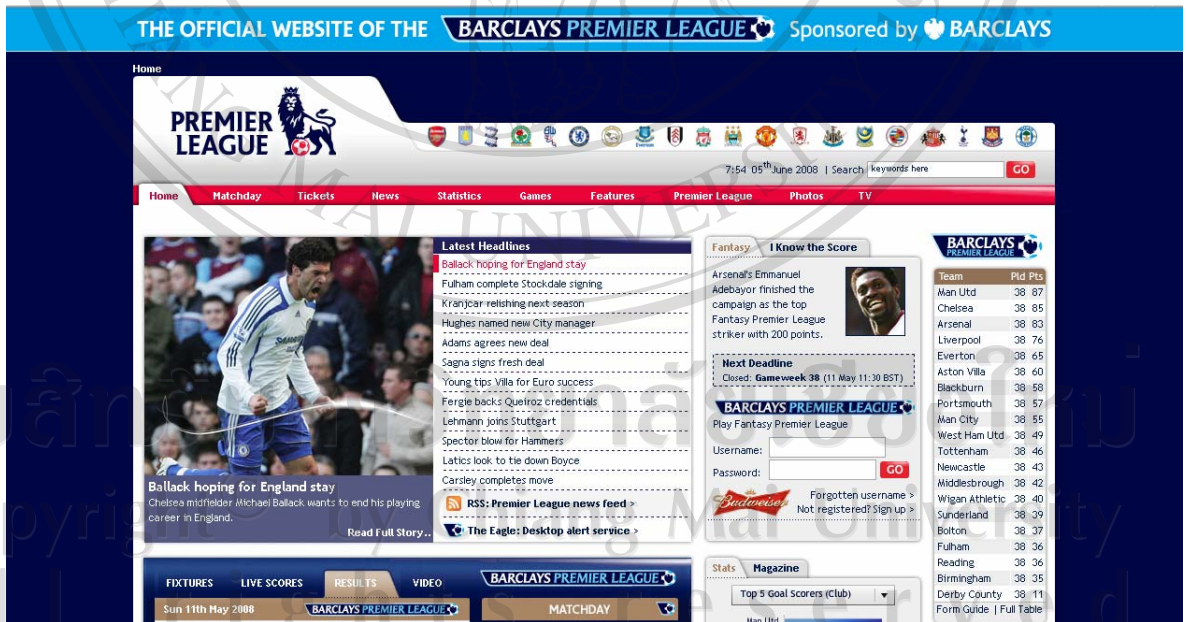 THE OFFICIAL WEBSITE OF THE BARCLAYS PREMIER LEAGUE Sponsored by BARCLAYS
Home
PREMIER
LEAGUE
7:54 05th June 2008 | Search keywords here GO
Home Matchday Tickets News Statistics Games Features Premier League Photos TV
Latest Headlines
Ballack hoping for England stay
Fulham complete Stockdale signing
Kranjcar relishing next season
Hughes named new City manager
Adams agrees new deal
Sagna signs fresh deal
Young tips Villa for Euro success
Fergie backs Queiroz credentials
Lehmann joins Stuttgart
Spector blow for Hammers
Latics look to tie down Boyce
Carsley completes move
RSS: Premier League news feed >
The Eagle: Desktop alert service >
SAMSUNG
Ballack hoping for England stay
Chelsea midfielder Michael Ballack wants to end his playing
career in England.
Read Full Story..
Fantasy I Know the Score
Arsenal's Emmanuel
Adebayor finished the
campaign as the top
Fantasy Premier League
striker with 200 points.
Next Deadline
Closed: Gameweek 38 (11 May 11:30 BST)
BARCLAYS PREMIER LEAGUE
Play Fantasy Premier League
Username:
Password: GO
Budweiser
Forgotten username >
Not registered? Sign up >
BARCLAYS
PREMIER LEAGUE
Team Pld Pts
Man Utd 38 87
Chelsea 38 85
Arsenal 38 83
Liverpool 38 76
Everton 38 65
Aston Villa 38 60
Blackburn 38 58
Portsmouth 38 57
Man City 38 55
West Ham Utd 38 49
Tottenham 38 46
Newcastle 38 43
Middlesbrough 38 42
Wigan Athletic 38 40
Sunderland 38 39
Bolton 38 37
Fulham 38 36
Reading 38 36
Birmingham 38 35
Derby County 38 11
Form Guide | Full Table
FIXTURES LIVE SCORES RESULTS VIDEO BARCLAYS PREMIER LEAGUE
Sun 11th May 2008 BARCLAYS PREMIER LEAGUE MATCHDAY
Stats Magazine
Top 5 Goal Scorers (Club)
Man Utd